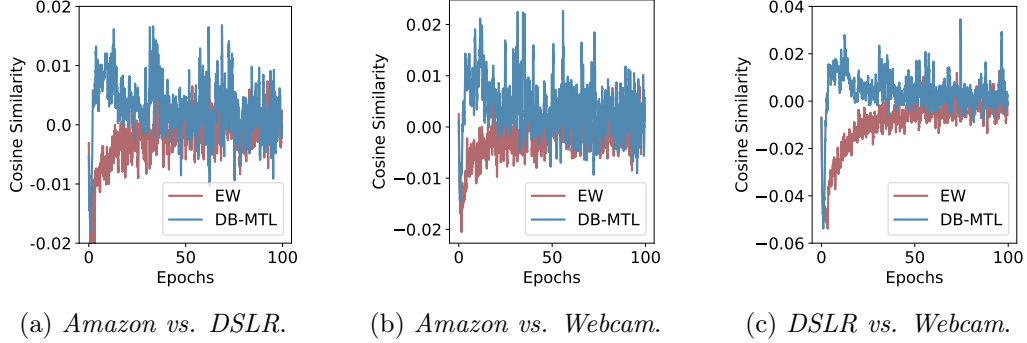 0.02
0.01
0.0
-0.01
-0.02
Cosine Similarity
0
50
100
Epochs
EW
DB-MTL
(a) Amazon vs. DSLR.
0.02
0.01
0.00
−0.01
−0.02
Cosine Similarity
0
50
100
Epochs
EW
DB-MTL
(b) Amazon vs. Webcam.
0.04
0.02
0.00
−0.02
−0.04
−0.06
Cosine Similarity
0
50
100
Epochs
EW
DB-MTL
(c) DSLR vs. Webcam.